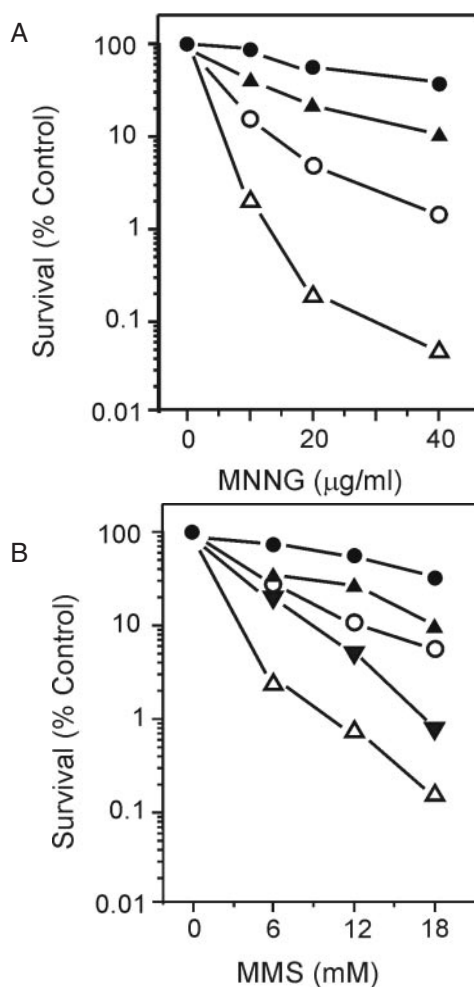 A
Survival (% Control)
100
10
1
0.1
0.01
0 20 40
MNNG (μg/ml)
B
Survival (% Control)
100
10
1
0.1
0.01
0 6 12 18
MMS (mM)